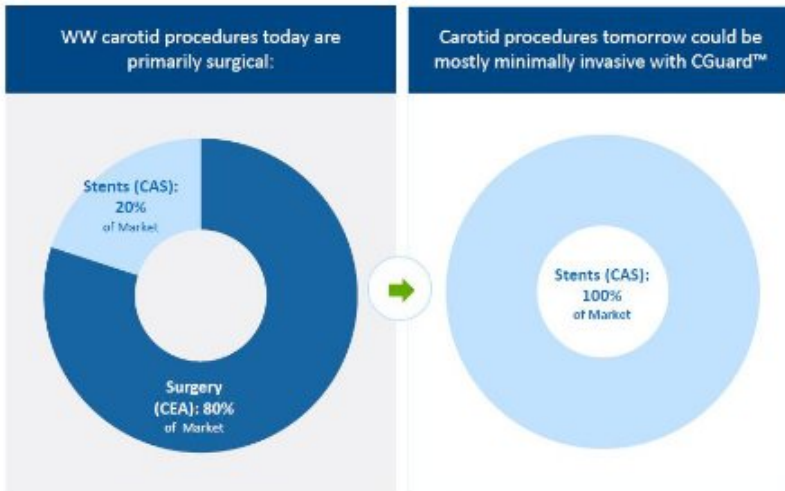 WW carotid procedures today are
primarily surgical:
Carotid procedures tomorrow could be
mostly minimally invasive with CGuard™
Stents (CAS):
20%
of Market
Surgery
(CEA): 80%
of Market
Stents (CAS):
100%
of Market